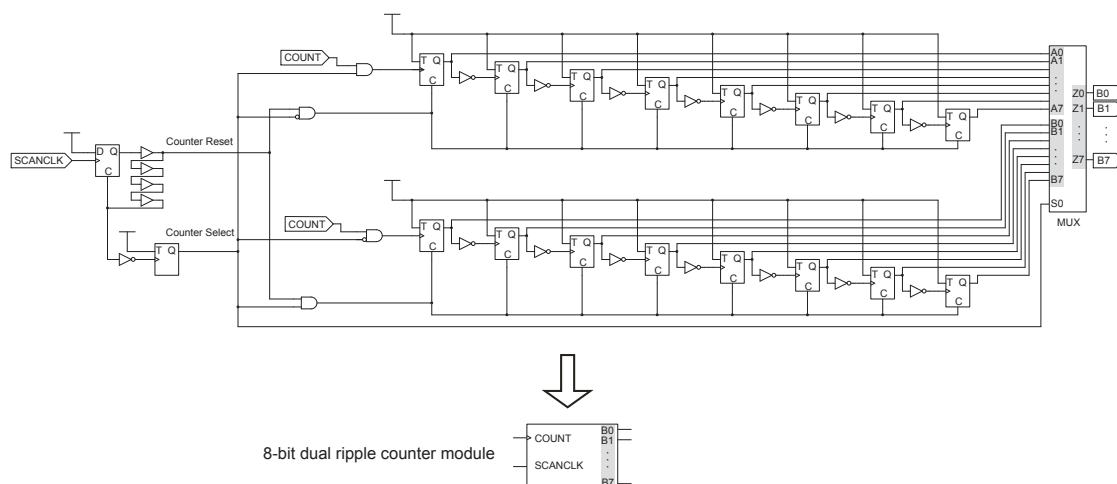 COUNT
T Q
C
T Q
C
T Q
C
T Q
C
T Q
C
T Q
C
T Q
C
T Q
C
A0
A1
A7
B0
B1
B7
S0
Z0
Z1
Z7
MUX
B0
B1
B7
SCANCLK
D Q
C
Counter Reset
Counter Select
T Q
COUNT
T Q
C
T Q
C
T Q
C
T Q
C
T Q
C
T Q
C
T Q
C
T Q
C
8-bit dual ripple counter module
COUNT
SCANCLK
B0
B1
B7